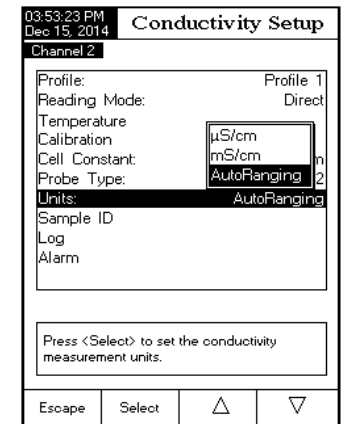 03:53:23 PM
Dec 15, 2014
Conductivity Setup
Channel 2
Profile: Profile 1
Reading Mode: Direct
Temperature
Calibration
Cell Constant: m
Probe Type: 2
µS/cm
mS/cm
AutoRanging
Units: AutoRanging
Sample ID
Log
Alarm
Press <Select> to set the conductivity
measurement units.
Escape Select △ ▽